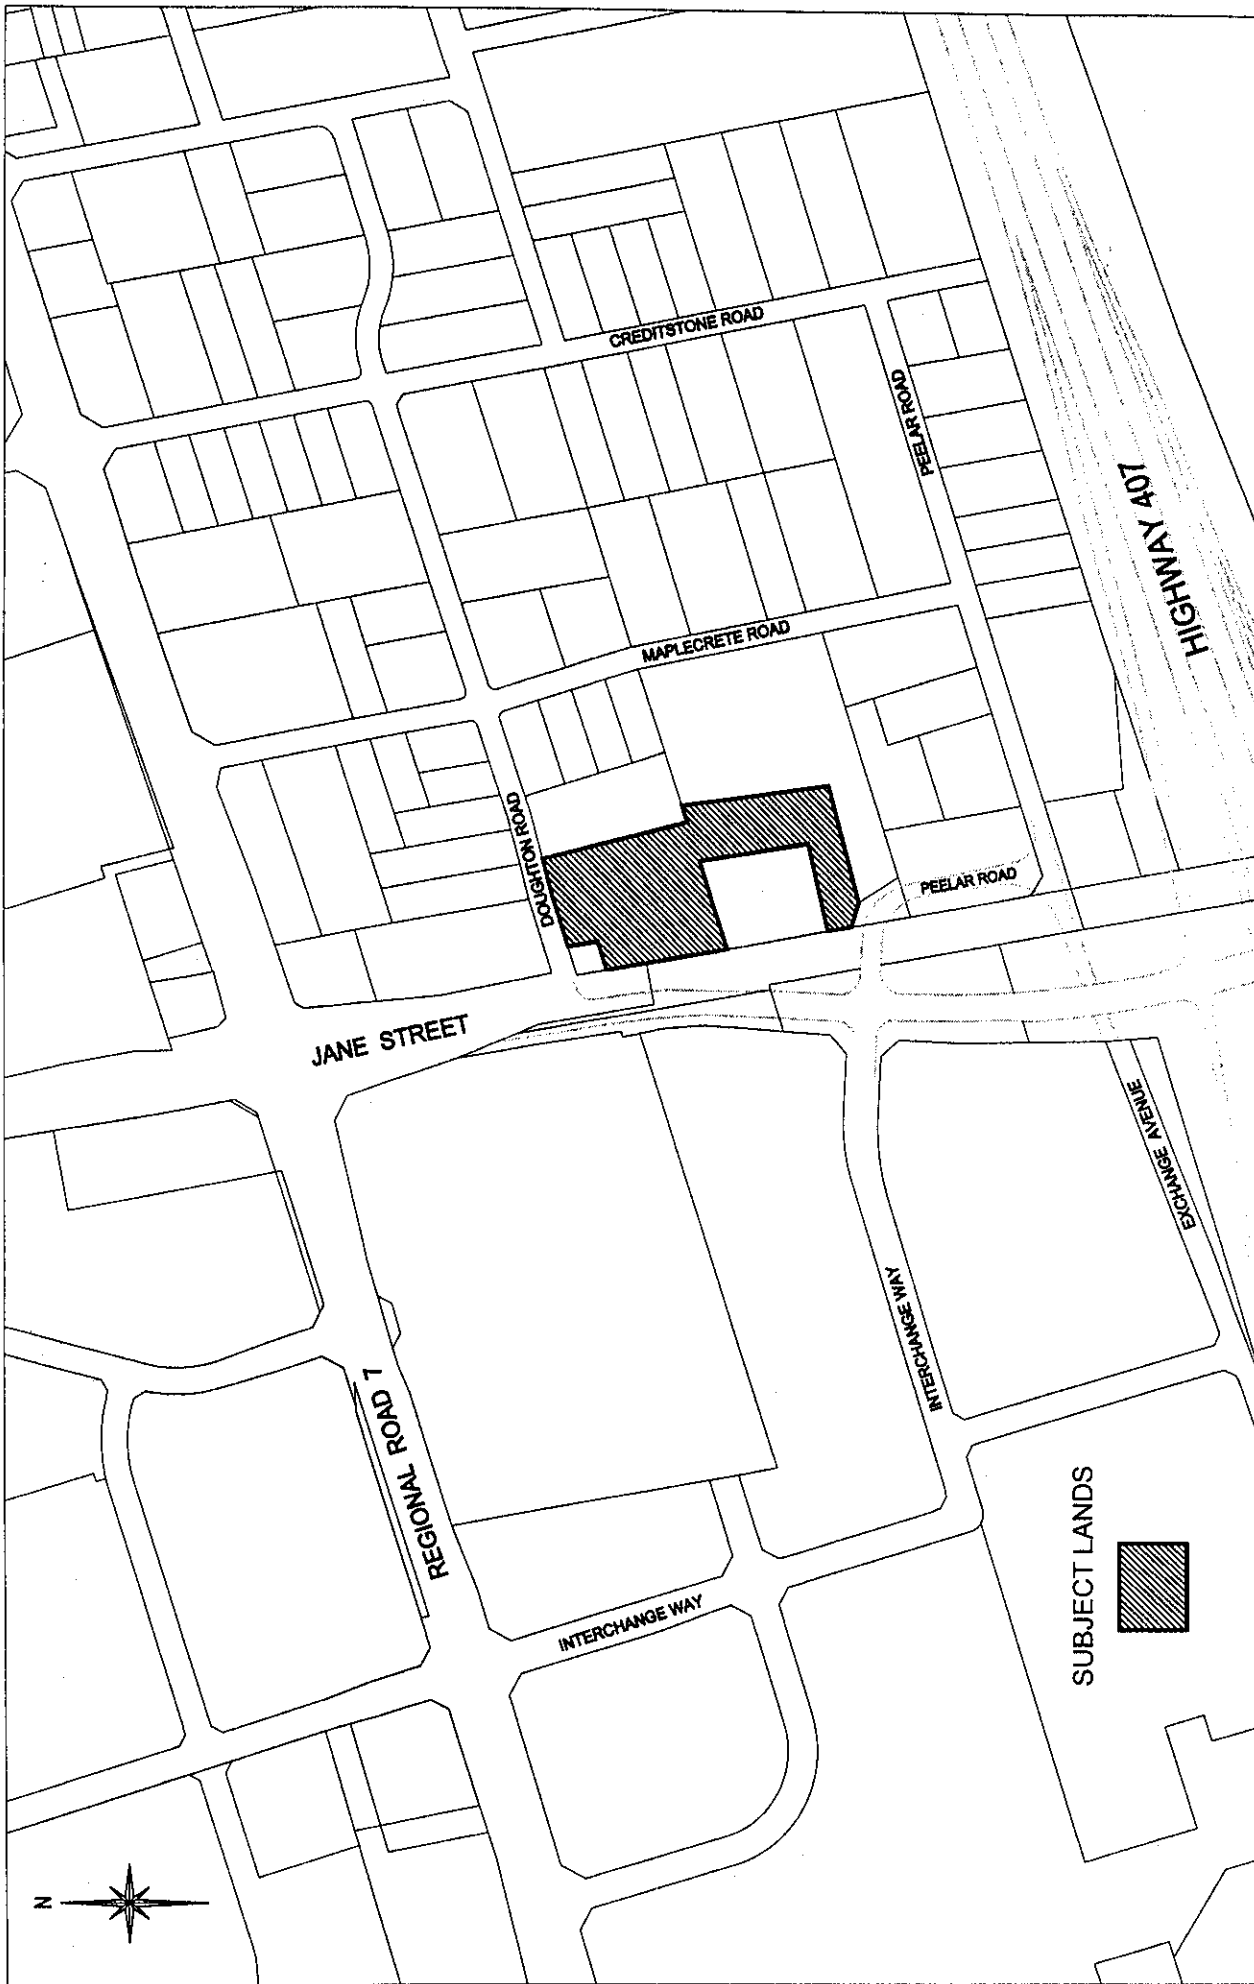 CREDITSTONE ROAD
PEELAR ROAD
HIGHWAY 407
MAPLECRETE ROAD
DOUGHTON ROAD
PEELAR ROAD
JANE STREET
EXCHANGE AVENUE
INTERCHANGE WAY
REGIONAL ROAD 7
INTERCHANGE WAY
SUBJECT LANDS
N